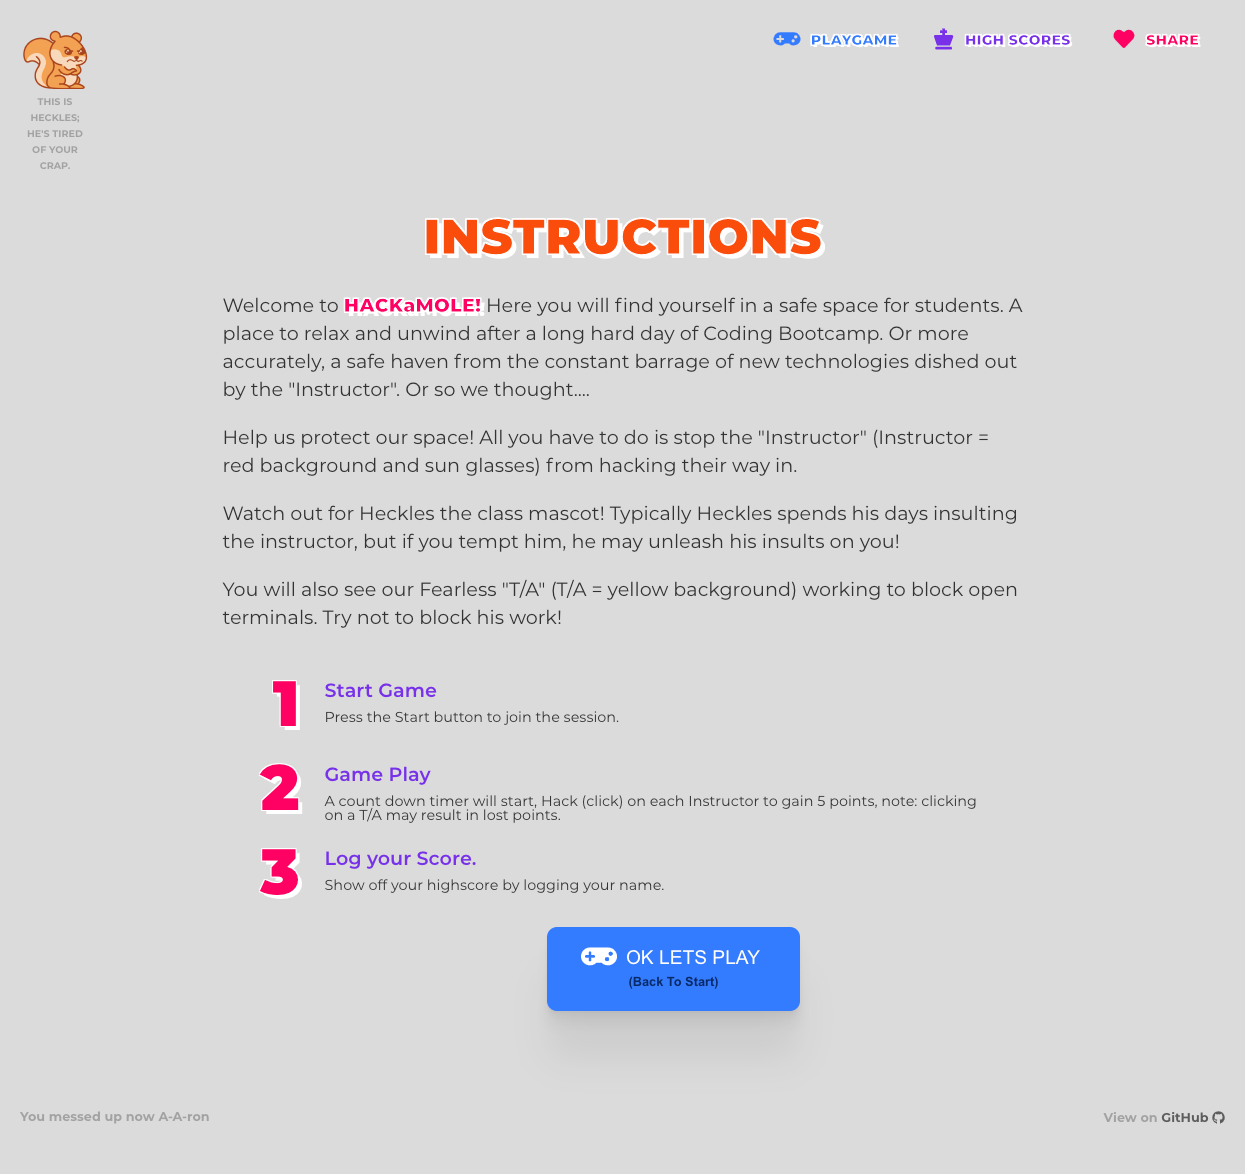 PLAYGAME
HIGH SCORES
SHARE
THIS IS
HECKLES;
HE'S TIRED
OF YOUR
CRAP.
INSTRUCTIONS
Welcome to HACKaMOLE! Here you will find yourself in a safe space for students. A
place to relax and unwind after a long hard day of Coding Bootcamp. Or more
accurately, a safe haven from the constant barrage of new technologies dished out
by the "Instructor". Or so we thought....
Help us protect our space! All you have to do is stop the "Instructor" (Instructor =
red background and sun glasses) from hacking their way in.
Watch out for Heckles the class mascot! Typically Heckles spends his days insulting
the instructor, but if you tempt him, he may unleash his insults on you!
You will also see our Fearless "T/A" (T/A = yellow background) working to block open
terminals. Try not to block his work!
1
Start Game
Press the Start button to join the session.
2
Game Play
A count down timer will start, Hack (click) on each Instructor to gain 5 points, note: clicking
on a T/A may result in lost points.
3
Log your Score.
Show off your highscore by logging your name.
OK LETS PLAY
(Back To Start)
You messed up now A-A-ron
View on GitHub